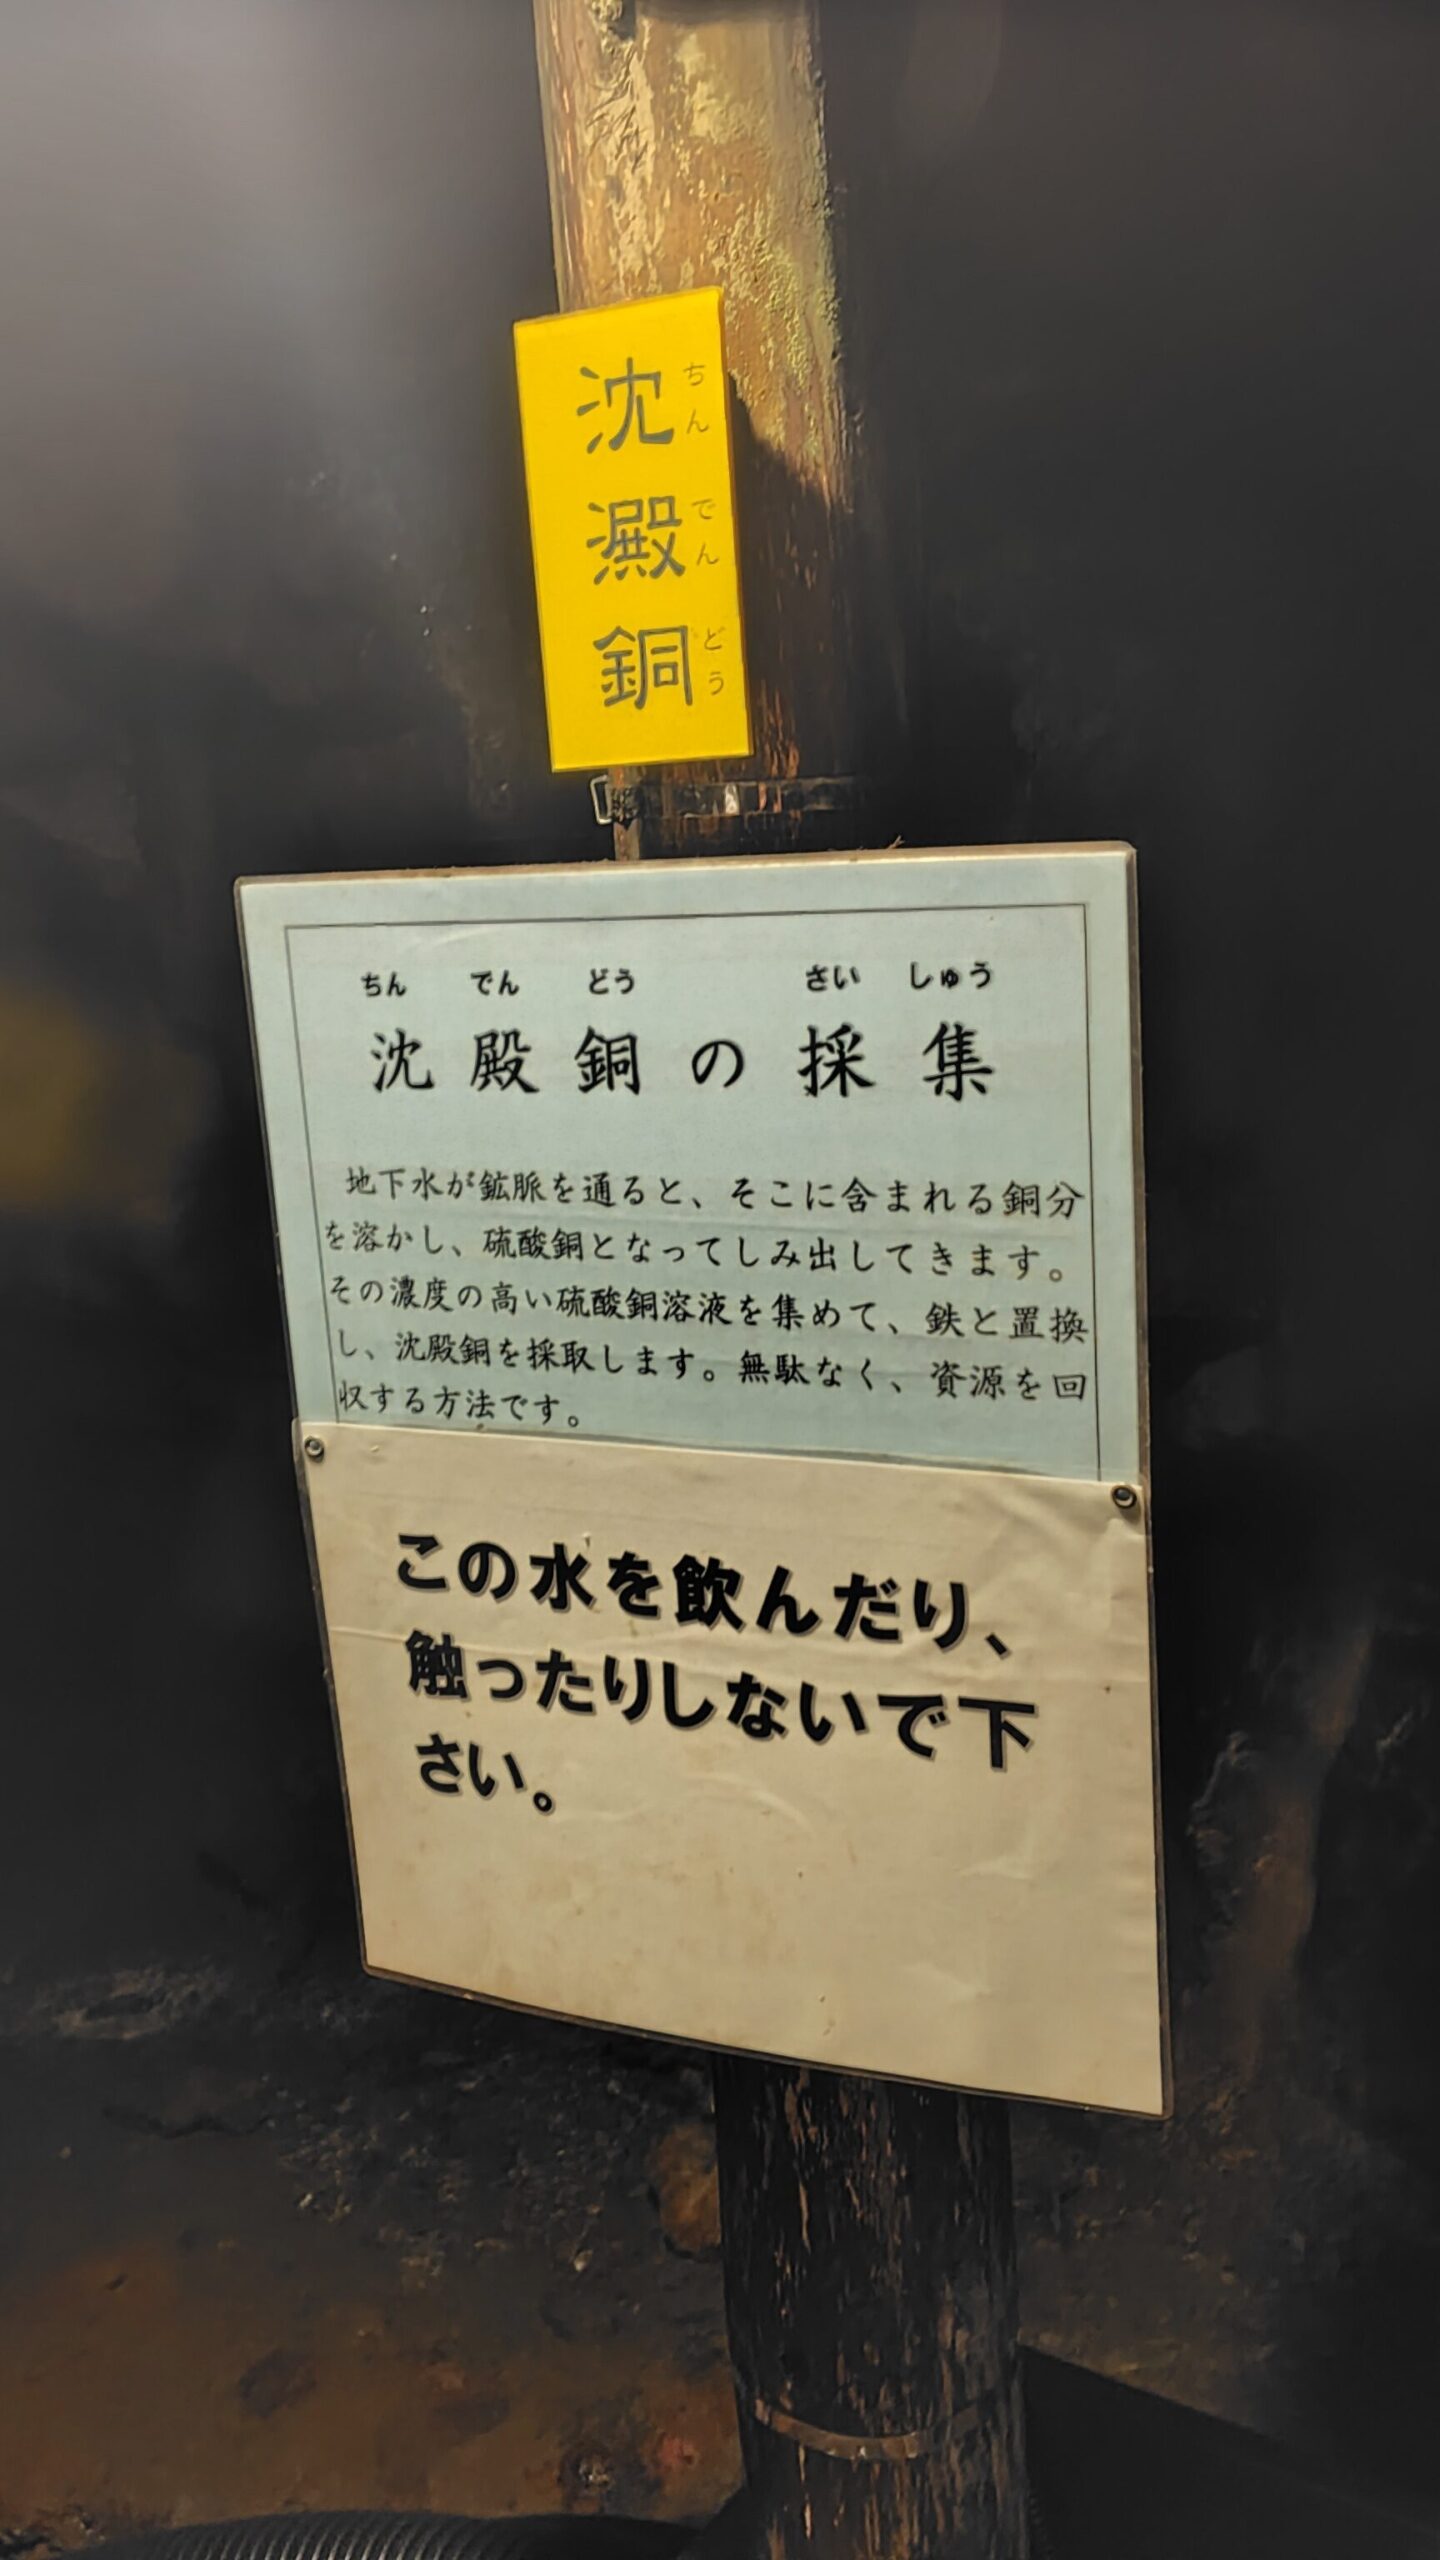 沈澱銅
ちんでんどう
ちん でん どう さい しゅう
沈殿銅の採集
地下水が鉱脈を通ると、そこに含まれる銅分
を溶かし、硫酸銅となってしみ出してきます。
その濃度の高い硫酸銅溶液を集めて、鉄と置換
し、沈殿銅を採取します。無駄なく、資源を回
収する方法です。
この水を飲んだり、
触ったりしないで下
さい。